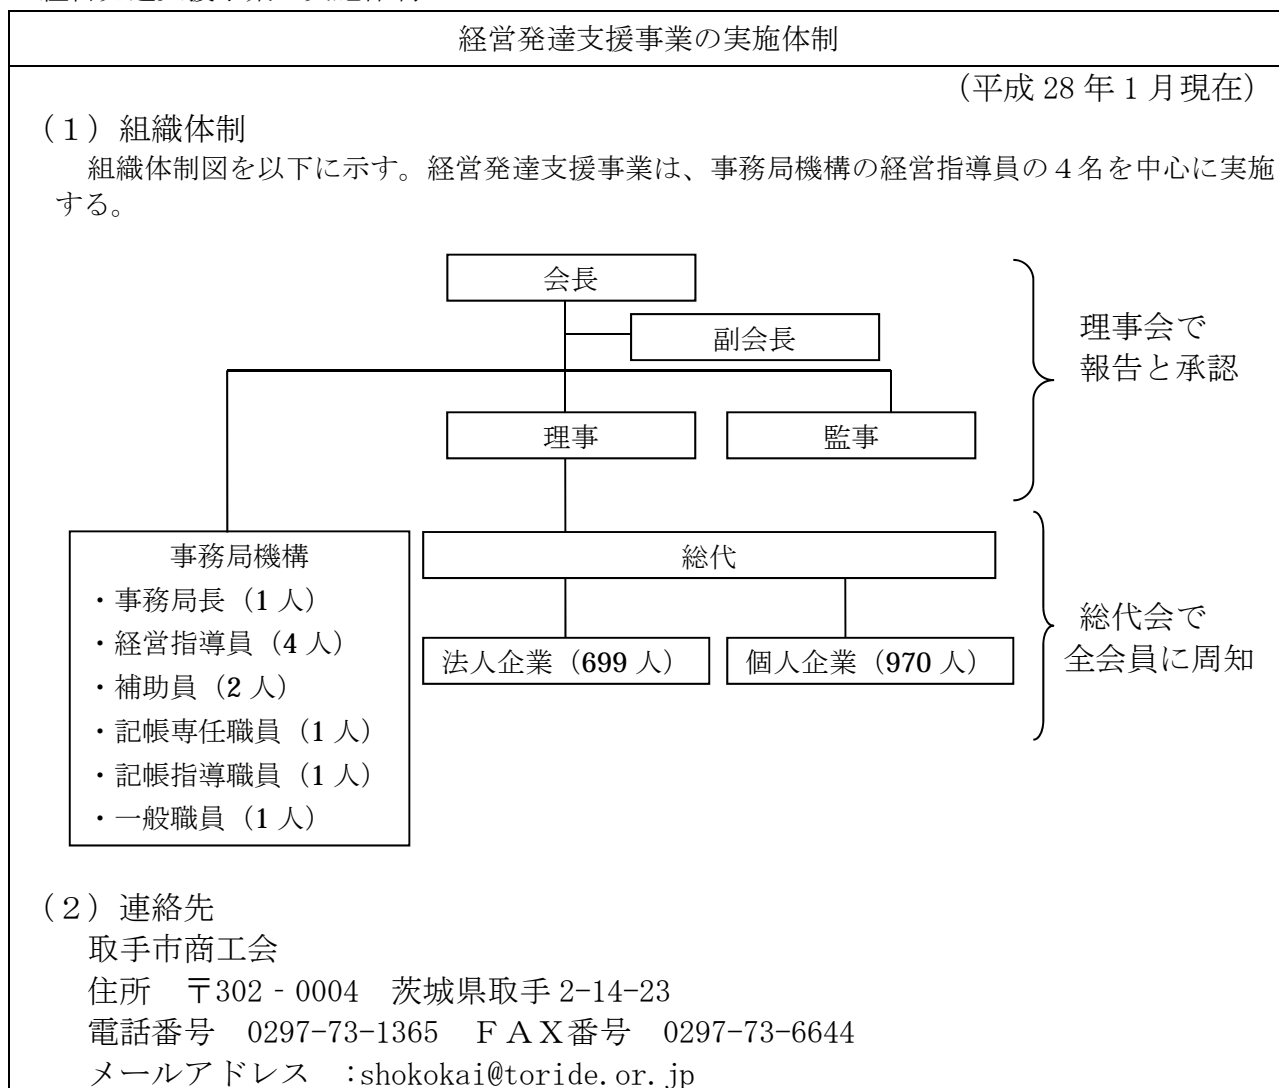 経営発達支援事業の実施体制
(平成 28 年 1 月現在)
（１）組織体制
組織体制図を以下に示す。経営発達支援事業は、事務局機構の経営指導員の４名を中心に実施
する。
会長
副会長
理事会で
報告と承認
理事
監事
事務局機構
・事務局長（1 人）
・経営指導員（4 人）
・補助員（2 人）
・記帳専任職員（1 人）
・記帳指導職員（1 人）
・一般職員（1 人）
総代
法人企業（699 人）
個人企業（970 人）
総代会で
全会員に周知
（２）連絡先
取手市商工会
住所　〒302‐0004　茨城県取手 2-14-23
電話番号　0297-73-1365　ＦＡＸ番号　0297-73-6644
メールアドレス　:shokokai@toride.or.jp